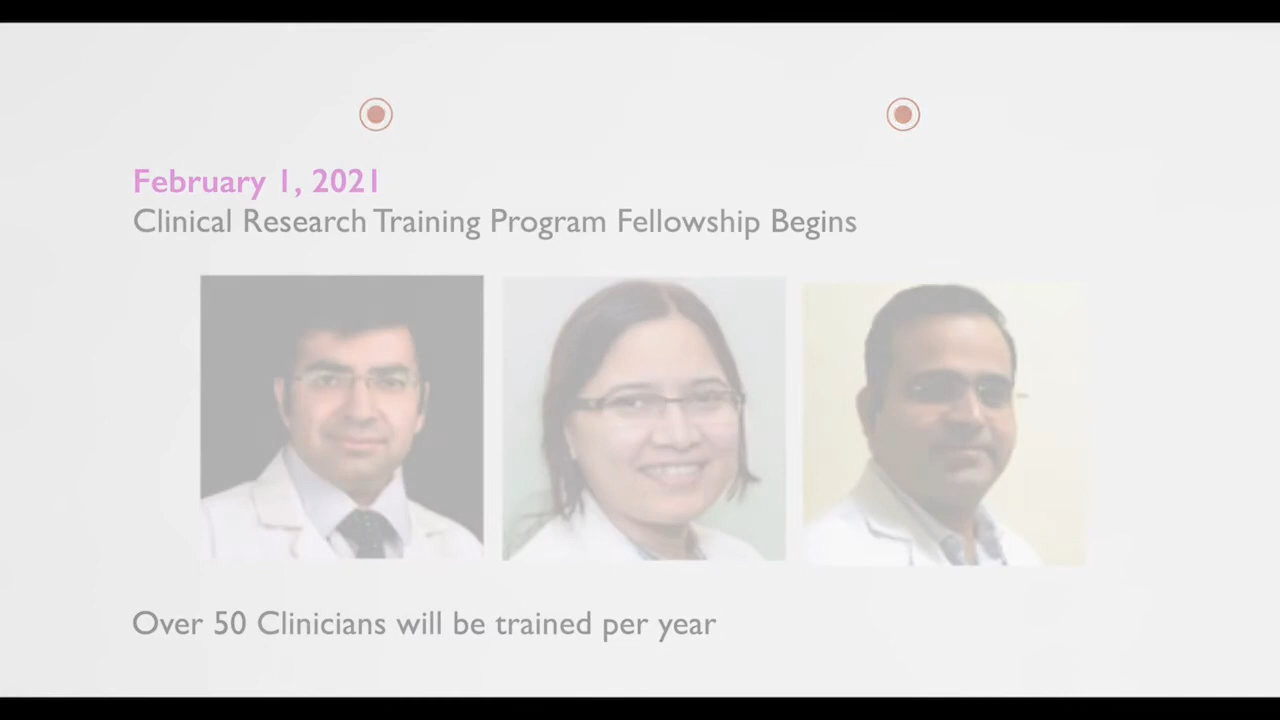 February 1, 2021
Clinical Research Training Program Fellowship Begins
Over 50 Clinicians will be trained per year